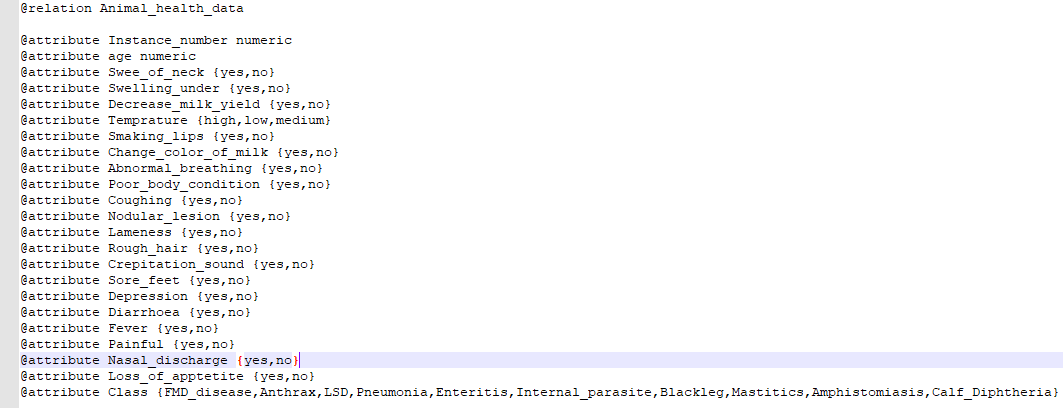 @relation Animal_health_data
@attribute Instance_number numeric
@attribute age numeric
@attribute Swee_of_neck {yes,no}
@attribute Swelling_under {yes,no}
@attribute Decrease_milk_yield {yes,no}
@attribute Temprature {high,low,medium}
@attribute Smaking_lips {yes,no}
@attribute Change_color_of_milk {yes,no}
@attribute Abnormal_breathing {yes,no}
@attribute Poor_body_condition {yes,no}
@attribute Coughing {yes,no}
@attribute Nodular_lesion {yes,no}
@attribute Lameness {yes,no}
@attribute Rough_hair {yes,no}
@attribute Crepitation_sound {yes,no}
@attribute Sore_feet {yes,no}
@attribute Depression {yes,no}
@attribute Diarrhoea {yes,no}
@attribute Fever {yes,no}
@attribute Painful {yes,no}
@attribute Nasal_discharge {yes,no}
@attribute Loss_of_apptetite {yes,no}
@attribute Class {FMD_disease,Anthrax,LSD,Pneumonia,Enteritis,Internal_parasite,Blackleg,Mastitics,Amphistomiasis,Calf_Diphtheria}